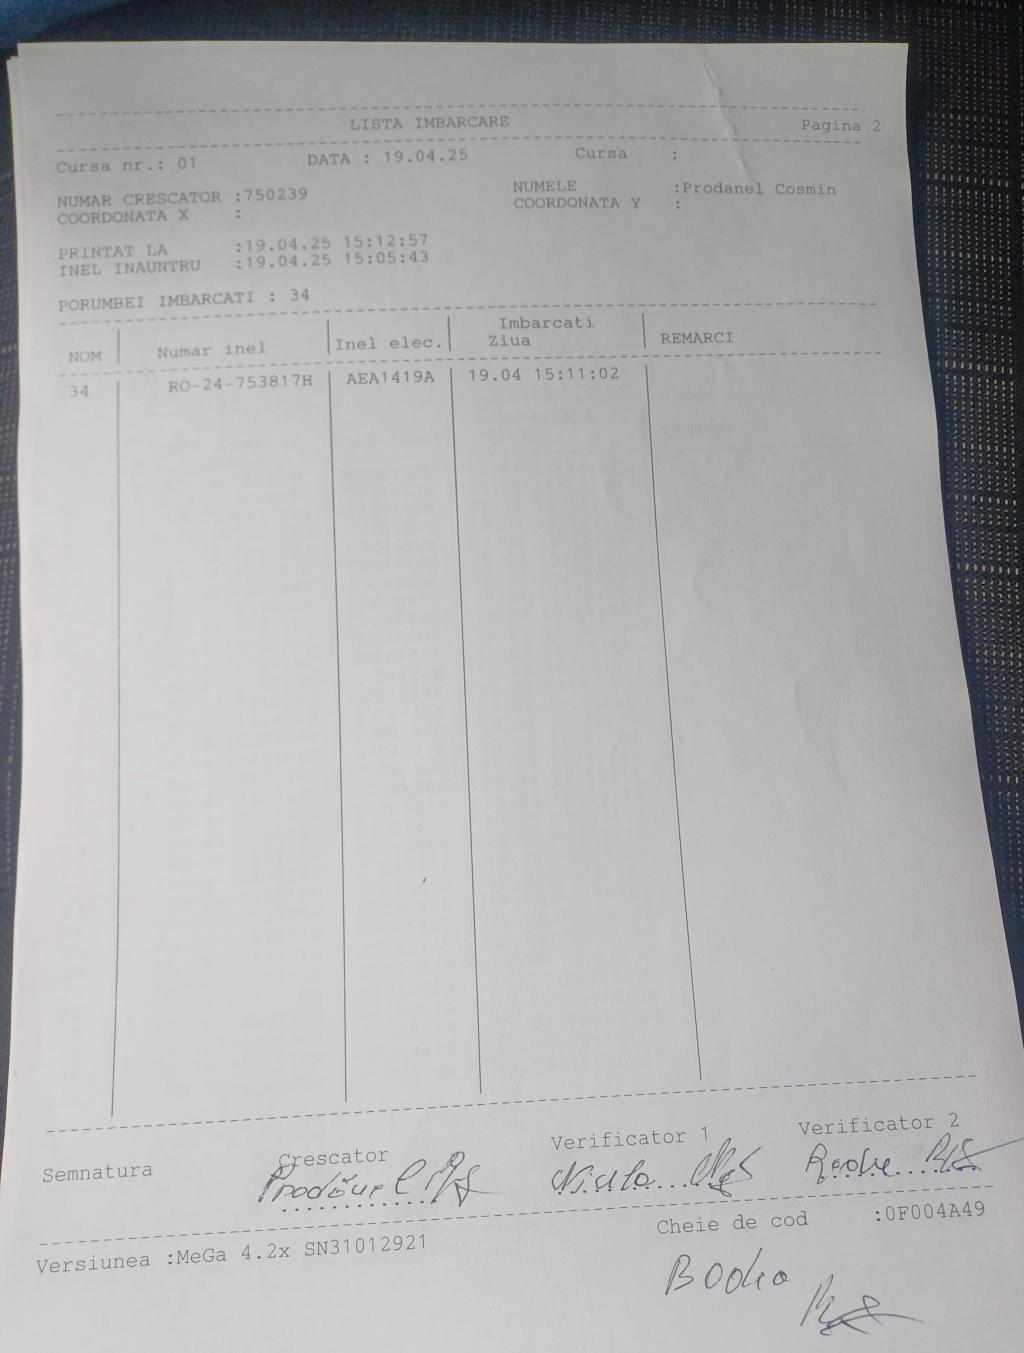 LISTA IMBARCARE Pagina 2
Cursa nr.: 01 DATA : 19.04.25 Cursa :
NUMAR CRESCATOR :750239 NUMELE :Prodanel Cosmin
COORDONATA X : COORDONATA Y :
PRINTAT LA :19.04.25 15:12:57
INEL INAUNTRU :19.04.25 15:05:43
PORUMBEI IMBARCATI : 34
NOM Numar inel Inel elec. Imbarcati Ziua REMARCI
34 RO-24-753817H AEA1419A 19.04 15:11:02
Semnatura Crescator Verificator 1 Verificator 2
Prodănel
Versiunea :MeGa 4.2x SN31012921 Cheie de cod :0F004A49